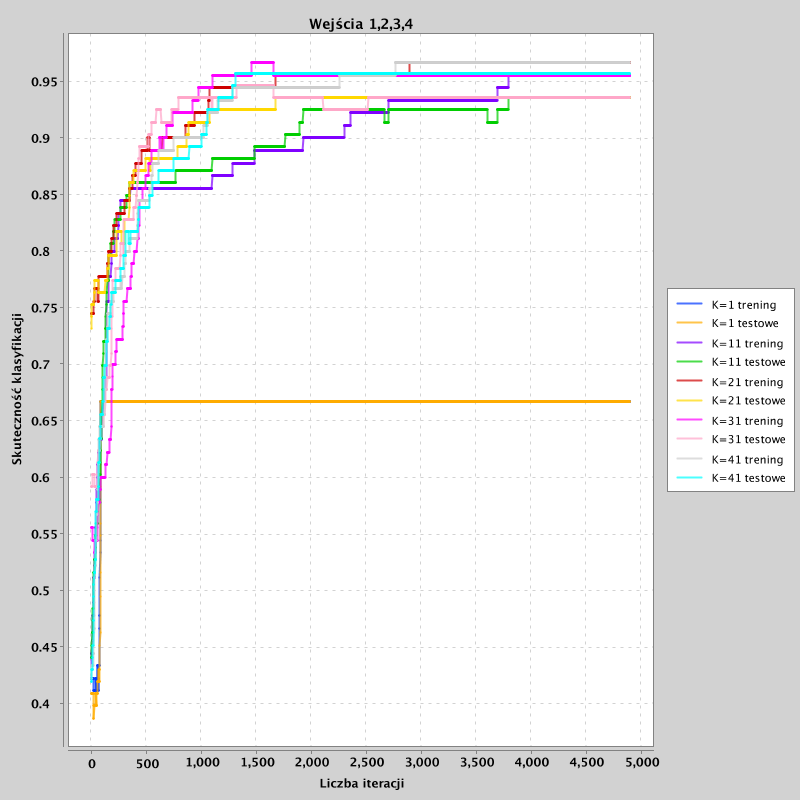 Wejścia 1,2,3,4
Skuteczność klasyfikacji
0.95
0.9
0.85
0.8
0.75
0.7
0.65
0.6
0.55
0.5
0.45
0.4
0 500 1,000 1,500 2,000 2,500 3,000 3,500 4,000 4,500 5,000
Liczba iteracji
K=1 trening
K=1 testowe
K=11 trening
K=11 testowe
K=21 trening
K=21 testowe
K=31 trening
K=31 testowe
K=41 trening
K=41 testowe